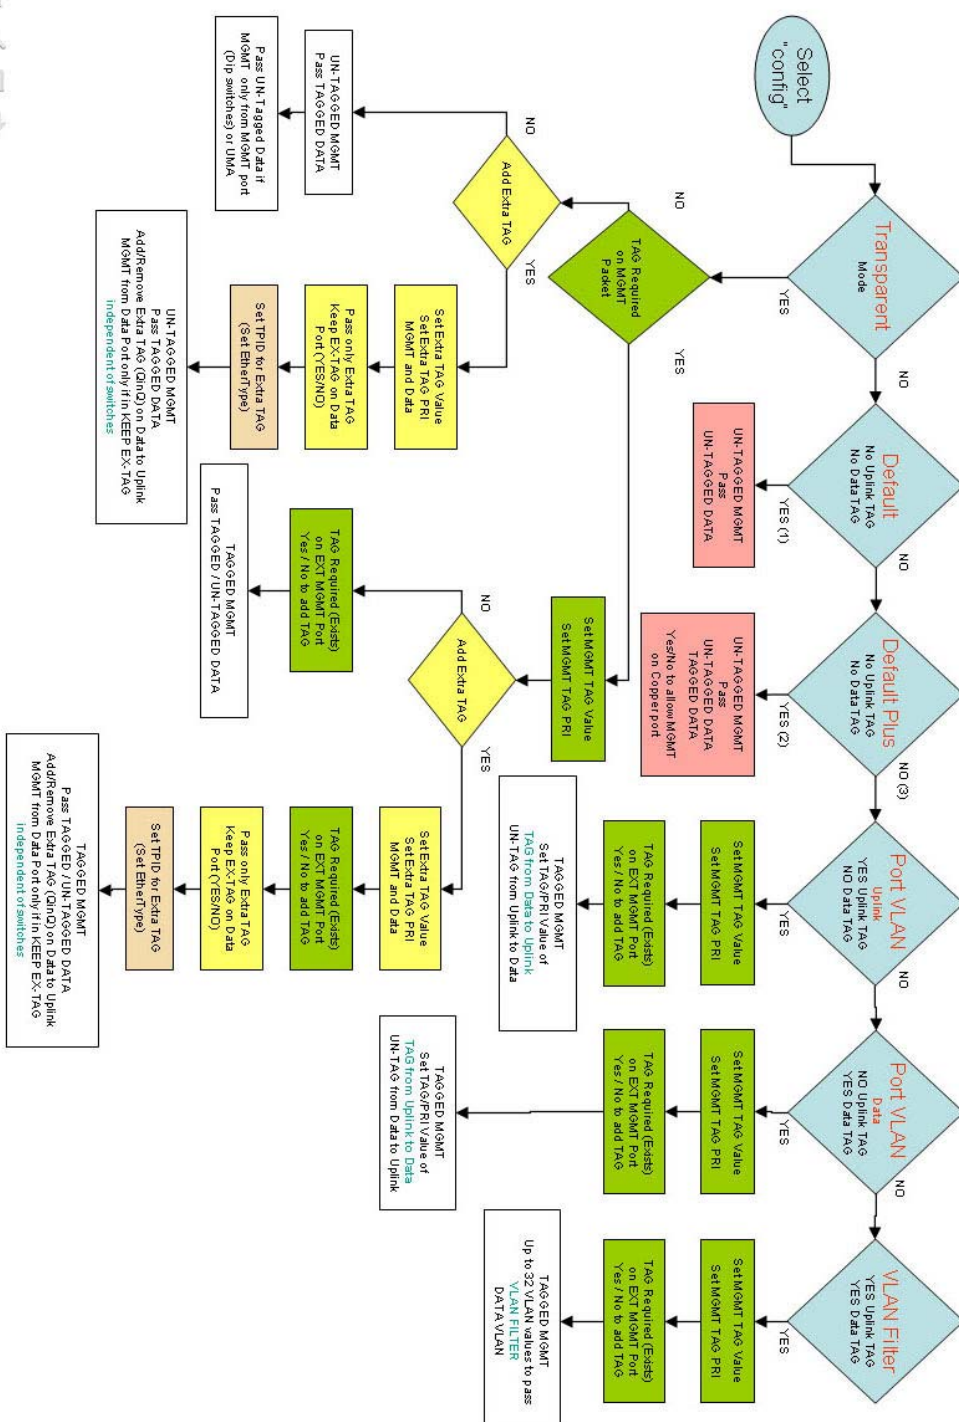 Select
"config"
Transparent
Mode
NO
YES
Default
No Uplink TAG
No Data TAG
NO
YES (1)
UN-TAGGED MGMT
Pass
UN-TAGGED DATA
Default Plus
No Uplink TAG
No Data TAG
NO (3)
YES (2)
UN-TAGGED MGMT
Pass
UN-TAGGED DATA
TAGGED DATA
Yes/No to allow MGMT
on Copper port
Port VLAN
Uplink
YES Uplink TAG
NO Data TAG
NO
YES
Set MGMT TAG Value
Set MGMT TAG PRI
TAG Required (Exists)
on EXT MGMT Port
Yes / No to add TAG
TAGGED MGMT
Set TAG/PRI Value of
TAG from Data to Uplink
UN-TAG from Uplink to Data
Port VLAN
Data
NO Uplink TAG
YES Data TAG
NO
YES
Set MGMT TAG Value
Set MGMT TAG PRI
TAG Required (Exists)
on EXT MGMT Port
Yes / No to add TAG
TAGGED MGMT
Set TAG/PRI Value of
TAG from Uplink to Data
UN-TAG from Data to Uplink
VLAN Filter
YES Uplink TAG
YES Data TAG
YES
Set MGMT TAG Value
Set MGMT TAG PRI
TAG Required (Exists)
on EXT MGMT Port
Yes / No to add TAG
TAGGED MGMT
Up to 32 VLAN values to pass
VLAN FILTER
DATA VLAN
TAG Required
on MGMT
Packet
NO
YES
Add Extra TAG
NO
YES
UN-TAGGED MGMT
Pass TAGGED DATA
Pass UN-Tagged Data if
MGMT only from MGMT port
(Dip switches) or UMA
Set Extra TAG Value
Set Extra TAG PRI
MGMT and Data
Pass only Extra TAG
Keep EX-TAG on Data
Port (YES/NO)
Set TPID for Extra TAG
(Set EtherType)
UN-TAGGED MGMT
Pass TAGGED DATA
Add/Remove Extra TAG (QinQ) on Data to Uplink
MGMT from Data Port only if in KEEP EX-TAG
independent of switches
Set MGMT TAG Value
Set MGMT TAG PRI
Add Extra TAG
NO
YES
TAG Required (Exists)
on EXT MGMT Port
Yes / No to add TAG
TAGGED MGMT
Pass TAGGED / UN-TAGGED DATA
Set Extra TAG Value
Set Extra TAG PRI
MGMT and Data
TAG Required (Exists)
on EXT MGMT Port
Yes / No to add TAG
Pass only Extra TAG
Keep EX-TAG on Data
Port (YES/NO)
Set TPID for Extra TAG
(Set EtherType)
TAGGED MGMT
Pass TAGGED / UN-TAGGED DATA
Add/Remove Extra TAG (QinQ) on Data to Uplink
MGMT from Data Port only if in KEEP EX-TAG
independent of switches